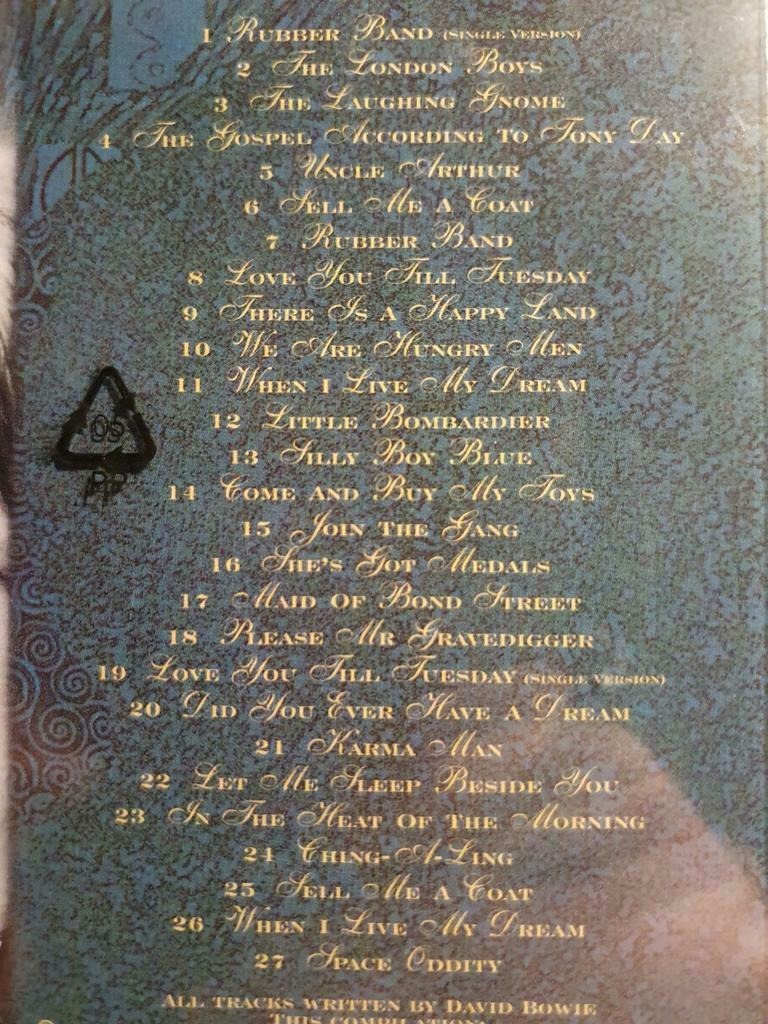 1 Rubber Band (Single Version)
2 The London Boys
3 The Laughing Gnome
4 The Gospel According To Tony Day
5 Uncle Arthur
6 Sell Me A Coat
7 Rubber Band
8 Love You Till Tuesday
9 There Is A Happy Land
10 We Are Hungry Men
11 When I Live My Dream
12 Little Bombardier
13 Silly Boy Blue
14 Come And Buy My Toys
15 Join The Gang
16 She's Got Medals
17 Maid Of Bond Street
18 Please Mr Gravedigger
19 Love You Till Tuesday (Single Version)
20 Did You Ever Have A Dream
21 Karma Man
22 Let Me Sleep Beside You
23 In The Heat Of The Morning
24 Ching-A-Ling
25 Sell Me A Coat
26 When I Live My Dream
27 Space Oddity
All Tracks Written By David Bowie
This Compilation